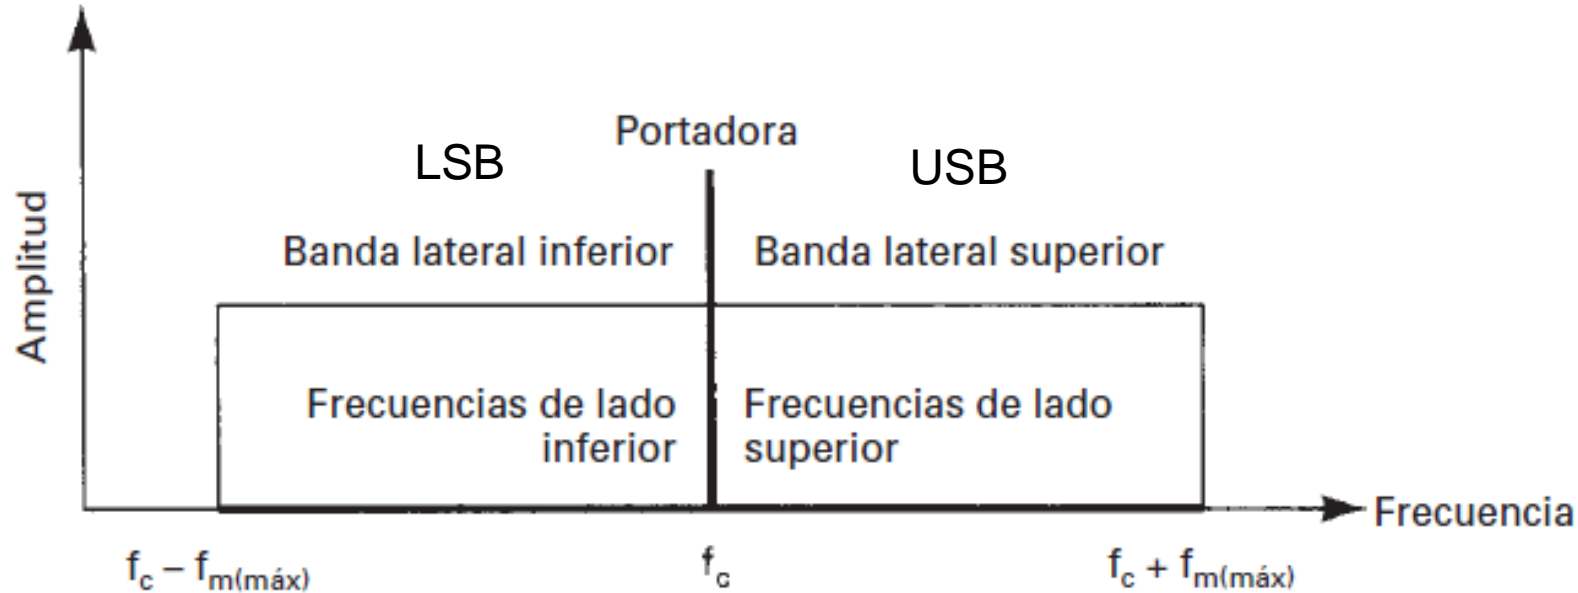 Portadora
LSB
USB
Banda lateral inferior
Banda lateral superior
Amplitud
Frecuencias de lado
inferior
Frecuencias de lado
superior
Frecuencia
fc – fm(máx)
fc
fc + fm(máx)